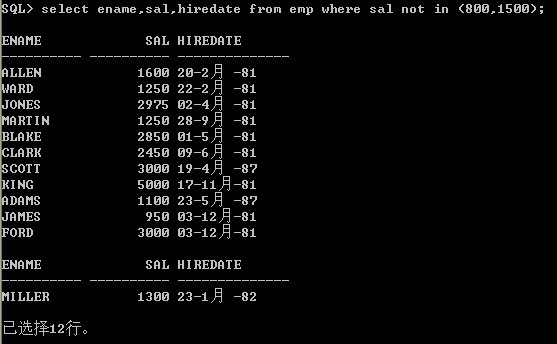 SQL> select ename,sal,hiredate from emp where sal not in (800,1500);
ENAME SAL HIREDATE
---------- ---------- --------------
ALLEN 1600 20-2月 -81
WARD 1250 22-2月 -81
JONES 2975 02-4月 -81
MARTIN 1250 28-9月 -81
BLAKE 2850 01-5月 -81
CLARK 2450 09-6月 -81
SCOTT 3000 19-4月 -87
KING 5000 17-11月-81
ADAMS 1100 23-5月 -87
JAMES 950 03-12月-81
FORD 3000 03-12月-81
ENAME SAL HIREDATE
---------- ---------- --------------
MILLER 1300 23-1月 -82
已选择12行。